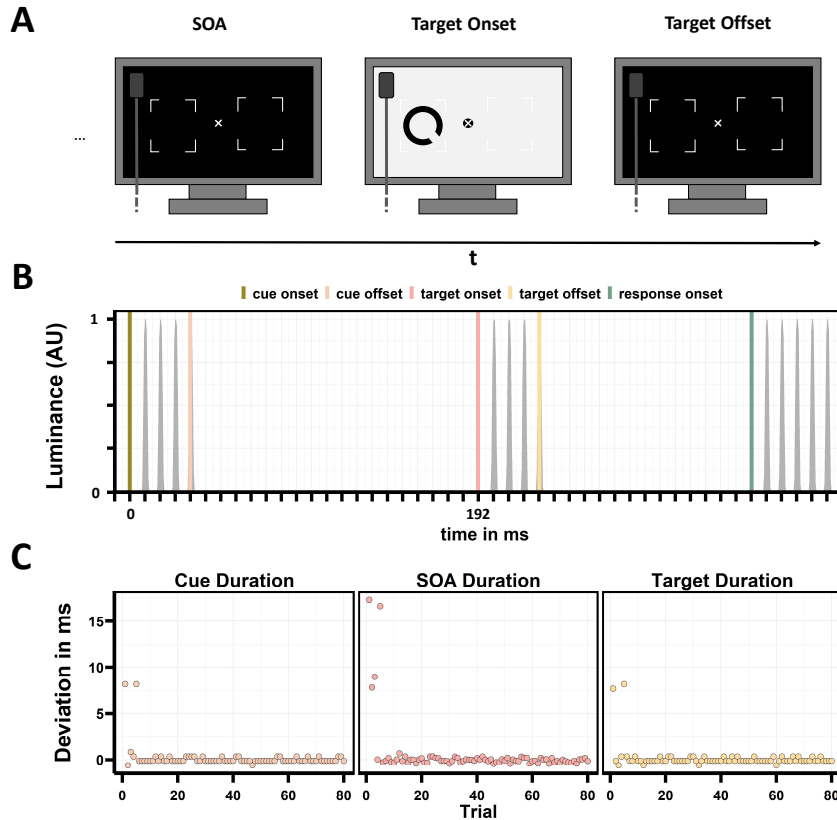 A
SOA Target Onset Target Offset
...
t
B
cue onset cue offset target onset target offset response onset
Luminance (AU)
1
0
0 192
time in ms
C
Cue Duration SOA Duration Target Duration
Deviation in ms
15
10
5
0
0 20 40 60 80 0 20 40 60 80 0 20 40 60 80
Trial